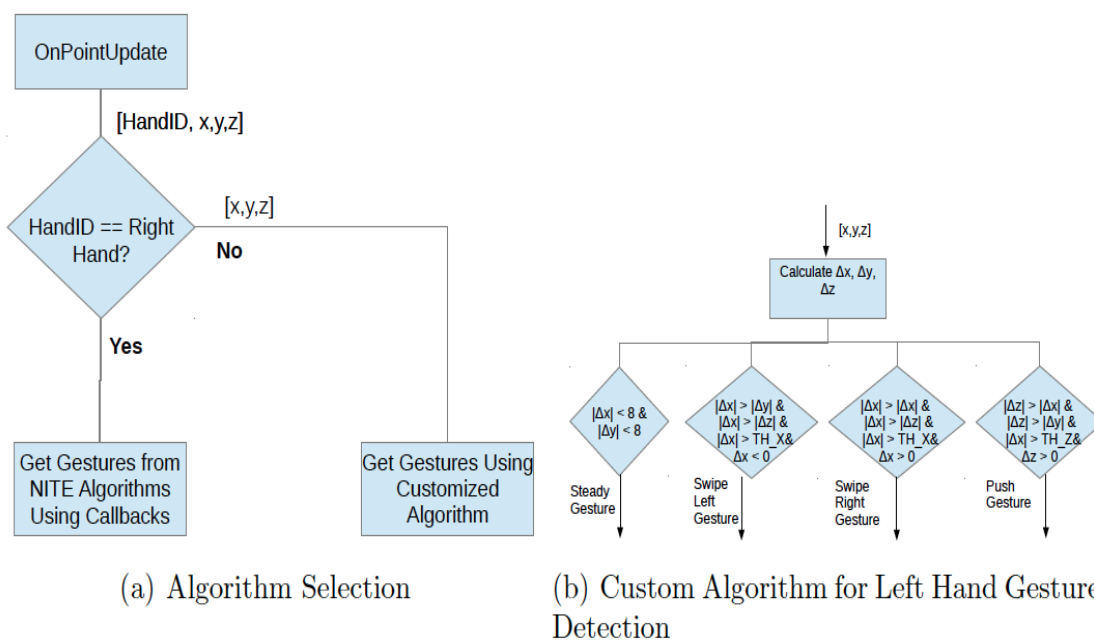 OnPointUpdate
[HandID, x,y,z]
HandID == Right
Hand?
[x,y,z]
No
Yes
Get Gestures from
NITE Algorithms
Using Callbacks
Get Gestures Using
Customized
Algorithm
(a) Algorithm Selection
[x,y,z]
Calculate Δx, Δy,
Δz
|Δx| < 8 &
|Δy| < 8
|Δx| > |Δy| &
|Δx| > |Δz| &
|Δx| > TH_X&
Δx < 0
|Δx| > |Δx| &
|Δx| > |Δz| &
|Δx| > TH_X&
Δx > 0
|Δz| > |Δx| &
|Δz| > |Δy| &
|Δx| > TH_Z&
Δz > 0
Steady
Gesture
Swipe
Left
Gesture
Swipe
Right
Gesture
Push
Gesture
(b) Custom Algorithm for Left Hand Gesture
Detection